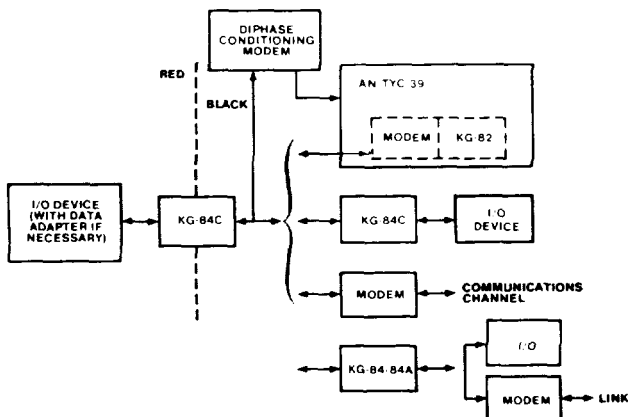 DIPHASE
CONDITIONING
MODEM
RED
BLACK
AN TYC 39
MODEM
KG-82
I/O DEVICE
(WITH DATA
ADAPTER IF
NECESSARY)
KG-84C
KG-84C
I/O
DEVICE
MODEM
COMMUNICATIONS
CHANNEL
KG-84-84A
I/O
MODEM
LINK